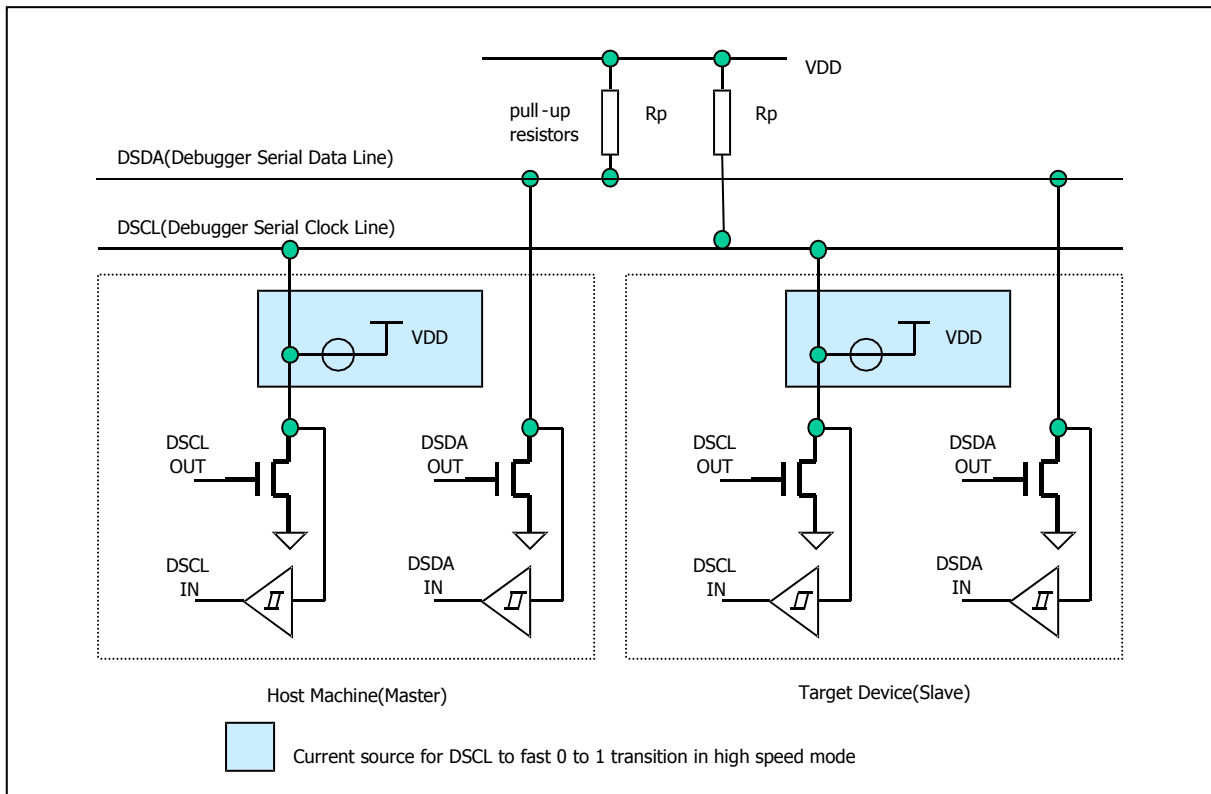 VDD
pull-up
resistors
Rp
Rp
DSDA(Debugger Serial Data Line)
DSCL(Debugger Serial Clock Line)
VDD
VDD
DSCL
OUT
DSDA
OUT
DSCL
OUT
DSDA
OUT
DSCL
IN
DSDA
IN
DSCL
IN
DSDA
IN
Host Machine(Master)
Target Device(Slave)
Current source for DSCL to fast 0 to 1 transition in high speed mode